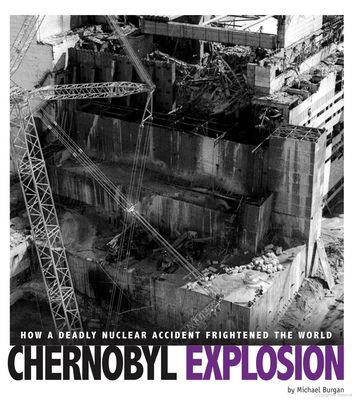 HOW A DEADLY NUCLEAR ACCIDENT FRIGHTENED THE WORLD
CHERNOBYL EXPLOSION
by Michael Burgan